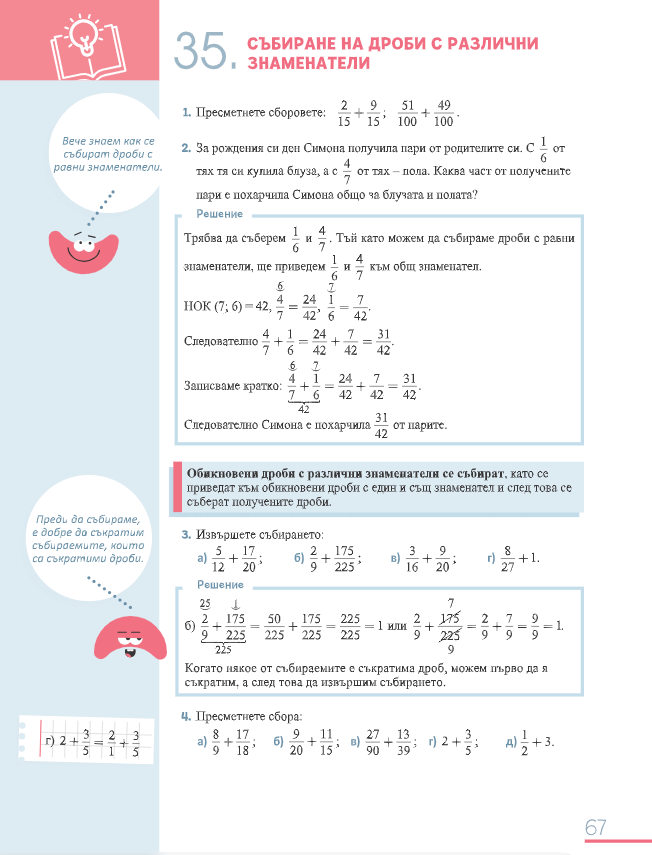 35. СЪБИРАНЕ НА ДРОБИ С РАЗЛИЧНИ
ЗНАМЕНАТЕЛИ
Вече знаем как се
събират дроби с
равни знаменатели.
1. Пресметнете сборовете: 2/15 + 9/15; 51/100 + 49/100.
2. За рождения си ден Симона получила пари от родителите си. С 1/6 от
тях тя си купила блуза, а с 4/7 от тях – пола. Каква част от получените
пари е похарчила Симона общо за блузата и полата?
Решение
Трябва да съберем 1/6 и 4/7. Тъй като можем да събираме дроби с равни
знаменатели, ще приведем 1/6 и 4/7 към общ знаменател.
6 7
НОК (7; 6) = 42, 4/7 = 24/42, 1/6 = 7/42.
Следователно 4/7 + 1/6 = 24/42 + 7/42 = 31/42.
6 7
Записваме кратко: 4/7 + 1/6 = 24/42 + 7/42 = 31/42.
42
Следователно Симона е похарчила 31/42 от парите.
Обикновени дроби с различни знаменатели се събират, като се
приведат към обикновени дроби с един и същ знаменател и след това се
съберат получените дроби.
Преди да събираме,
е добре да съкратим
събираемите, които
са съкратими дроби.
3. Извършете събирането:
а) 5/12 + 17/20; б) 2/9 + 175/225; в) 3/16 + 9/20; г) 8/27 + 1.
Решение
25 ↓ 7
б) 2/9 + 175/225 = 50/225 + 175/225 = 225/225 = 1 или 2/9 + 175/225 = 2/9 + 7/9 = 9/9 = 1.
225 9
Когато някое от събираемите е съкратима дроб, можем първо да я
съкратим, а след това да извършим събирането.
4. Пресметнете сбора:
а) 8/9 + 17/18; б) 9/20 + 11/15; в) 27/90 + 13/39; г) 2 + 3/5; д) 1/2 + 3.
г) 2 + 3/5 = 2/1 + 3/5
67